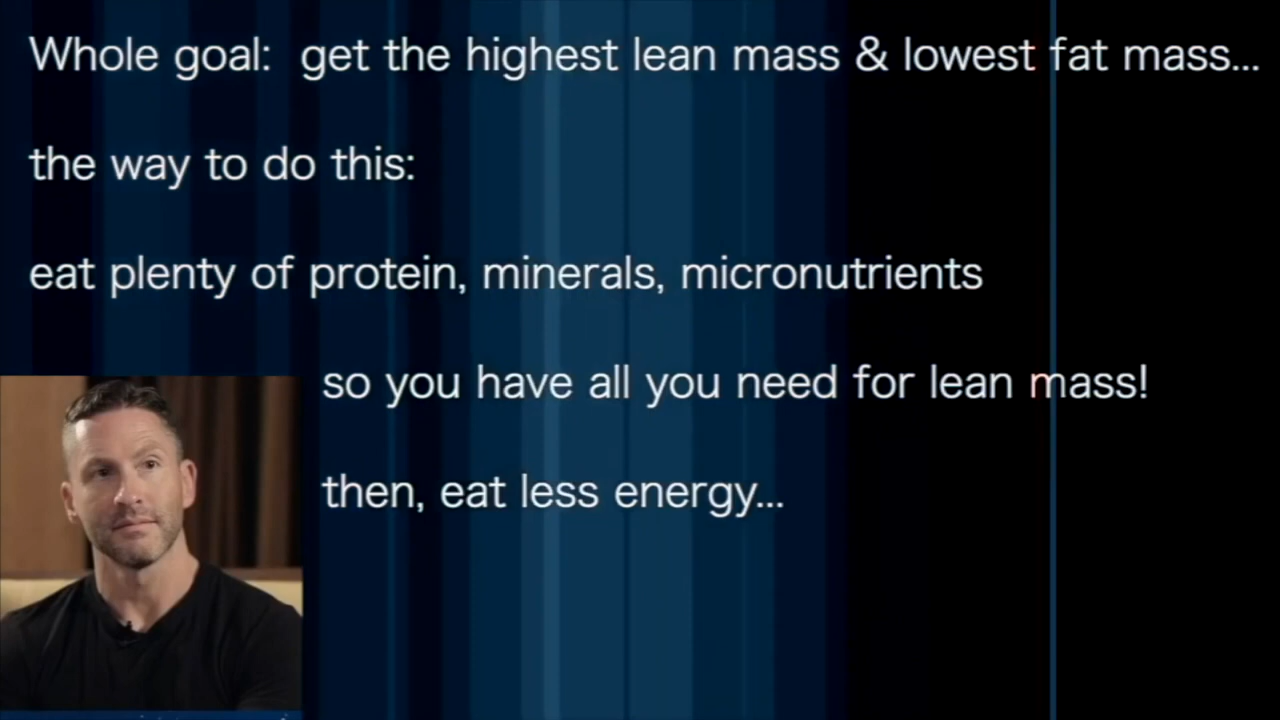 Whole goal:  get the highest lean mass & lowest fat mass...
the way to do this:
eat plenty of protein, minerals, micronutrients
so you have all you need for lean mass!
then, eat less energy...